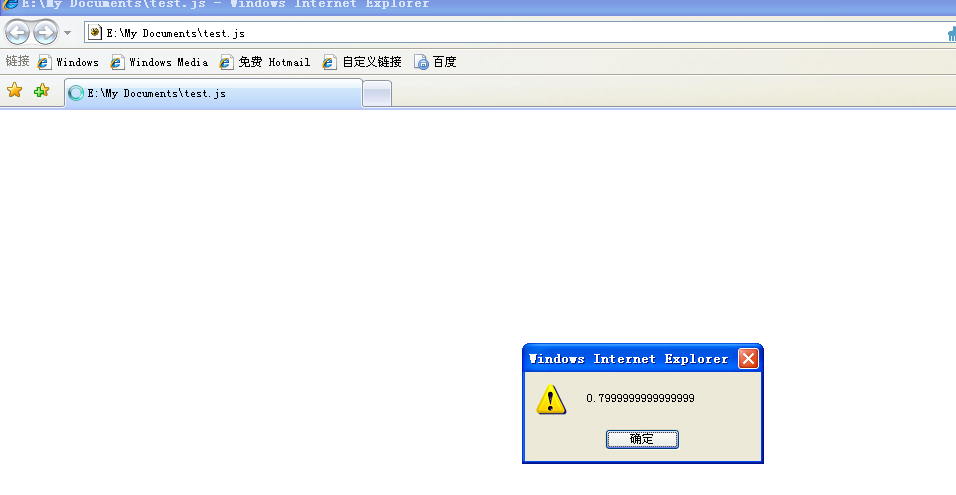 E:\My Documents\test.js - Windows Internet Explorer
E:\My Documents\test.js
链接 Windows Windows Media 免费 Hotmail 自定义链接 百度
E:\My Documents\test.js
Windows Internet Explorer
0.7999999999999999
确定